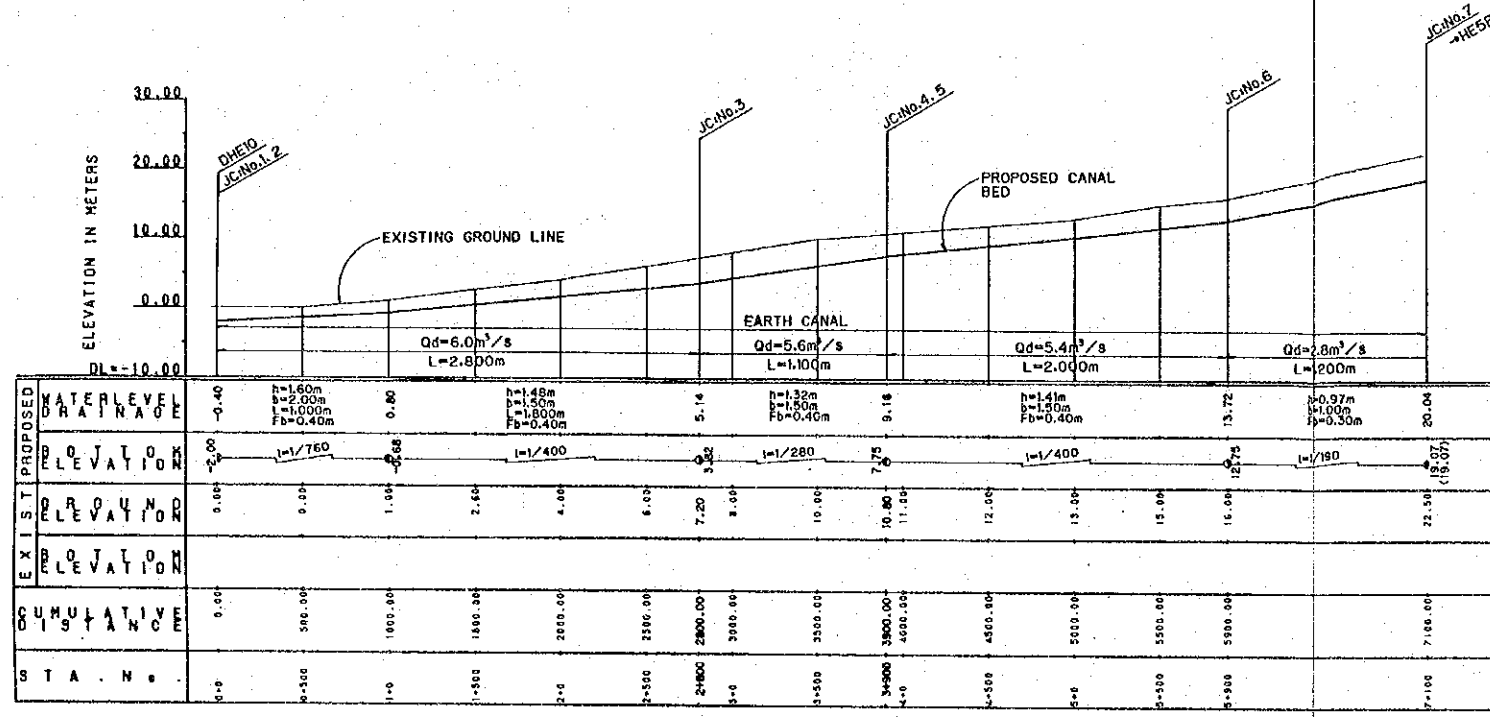 JC:No.7
→HE5P
30.00
20.00
10.00
0.00
DL=-10.00
ELEVATION IN METERS
DHE10
JC:No.1, 2
JC:No.3
JC:No.4, 5
JC:No.6
EXISTING GROUND LINE
PROPOSED CANAL
BED
EARTH CANAL
Qd=6.0m³/s
L=2.800m
Qd=5.6m³/s
L=1,100m
Qd=5.4m³/s
L=2.000m
Qd=2.8m³/s
L=1,200m
PROPOSED
WATERLEVEL
DRAINAGE
-0.40
h=1.60m
b=2.00m
L=1,000m
Fb=0.40m
0.80
h=1.48m
b=1.50m
L=1,800m
Fb=0.40m
5.14
h=1.32m
b=1.50m
Fb=0.40m
9.16
h=1.41m
b=1.50m
Fb=0.40m
13.72
h=0.97m
b=1.00m
Fb=0.30m
20.04
BOTTOM
ELEVATION
-2.00
I=1/760
-0.68
I=1/400
3.82
I=1/280
7.75
I=1/400
12.75
I=1/190
19.07
(19.07)
EXIST
GROUND
ELEVATION
0.00
0.00
1.00
2.60
4.00
6.00
7.20
8.00
10.00
10.80
11.00
12.00
13.00
15.00
16.00
22.50
BOTTOM
ELEVATION
CUMULATIVE
DISTANCE
0.00
500.00
1000.00
1500.00
2000.00
2500.00
2800.00
3000.00
3500.00
3900.00
4000.00
4500.00
5000.00
5500.00
5900.00
7100.00
STA. No.
0+0
0+500
1+0
1+500
2+0
2+500
2+800
3+0
3+500
3+900
4+0
4+500
5+0
5+500
5+900
7+100